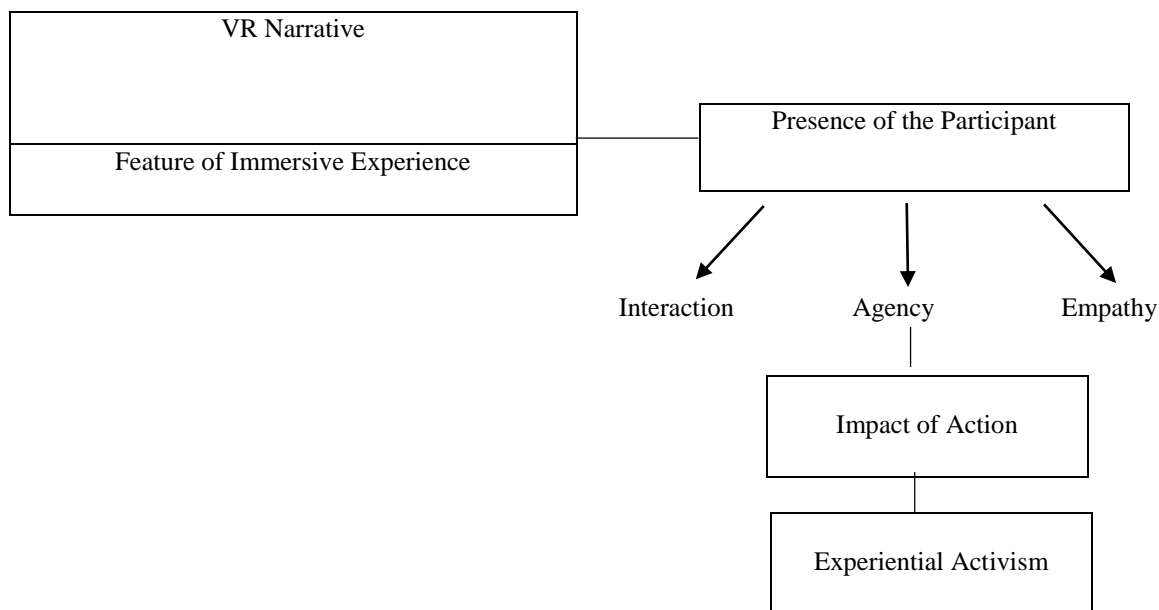 VR Narrative
Feature of Immersive Experience
Presence of the Participant
Interaction
Agency
Empathy
Impact of Action
Experiential Activism